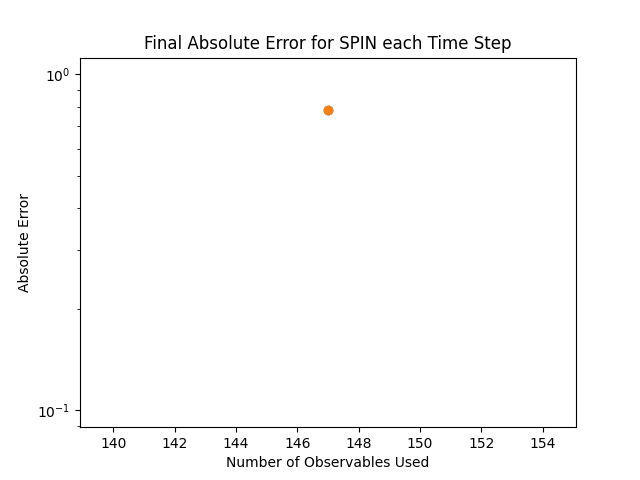 Final Absolute Error for SPIN each Time Step
10⁰
10⁻¹
Absolute Error
140 142 144 146 148 150 152 154
Number of Observables Used